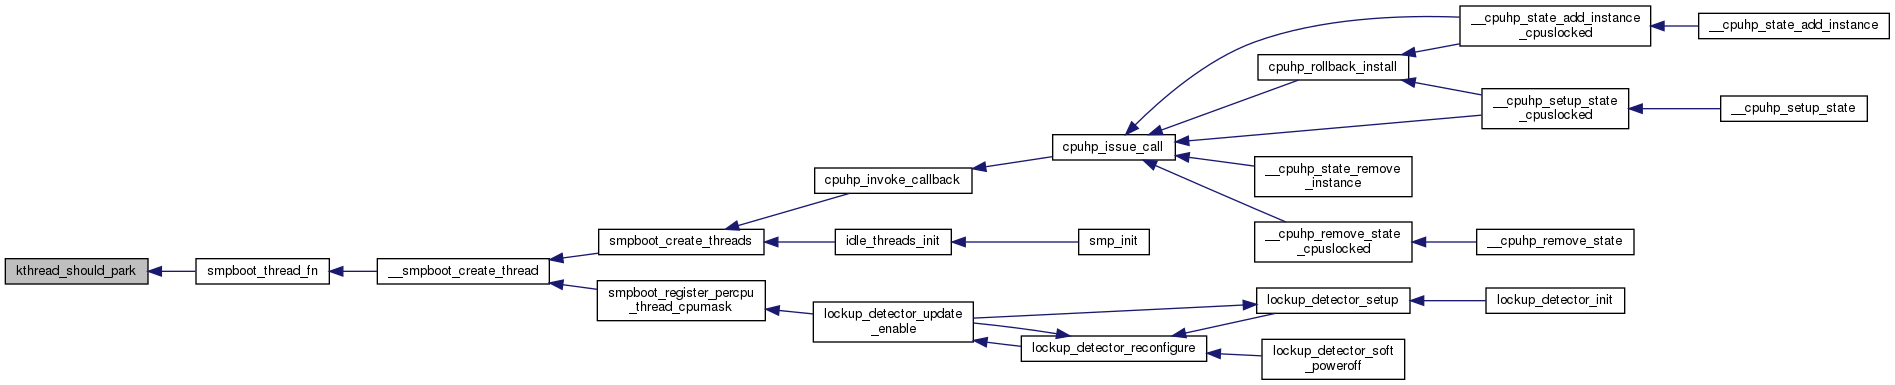 kthread_should_park
smpboot_thread_fn
__smpboot_create_thread
smpboot_create_threads
smpboot_register_percpu
_thread_cpumask
cpuhp_invoke_callback
idle_threads_init
lockup_detector_update
_enable
cpuhp_issue_call
smp_init
lockup_detector_reconfigure
__cpuhp_state_add_instance
_cpuslocked
cpuhp_rollback_install
__cpuhp_setup_state
_cpuslocked
__cpuhp_state_remove
_instance
__cpuhp_remove_state
_cpuslocked
lockup_detector_setup
lockup_detector_soft
_poweroff
__cpuhp_state_add_instance
__cpuhp_setup_state
__cpuhp_remove_state
lockup_detector_init